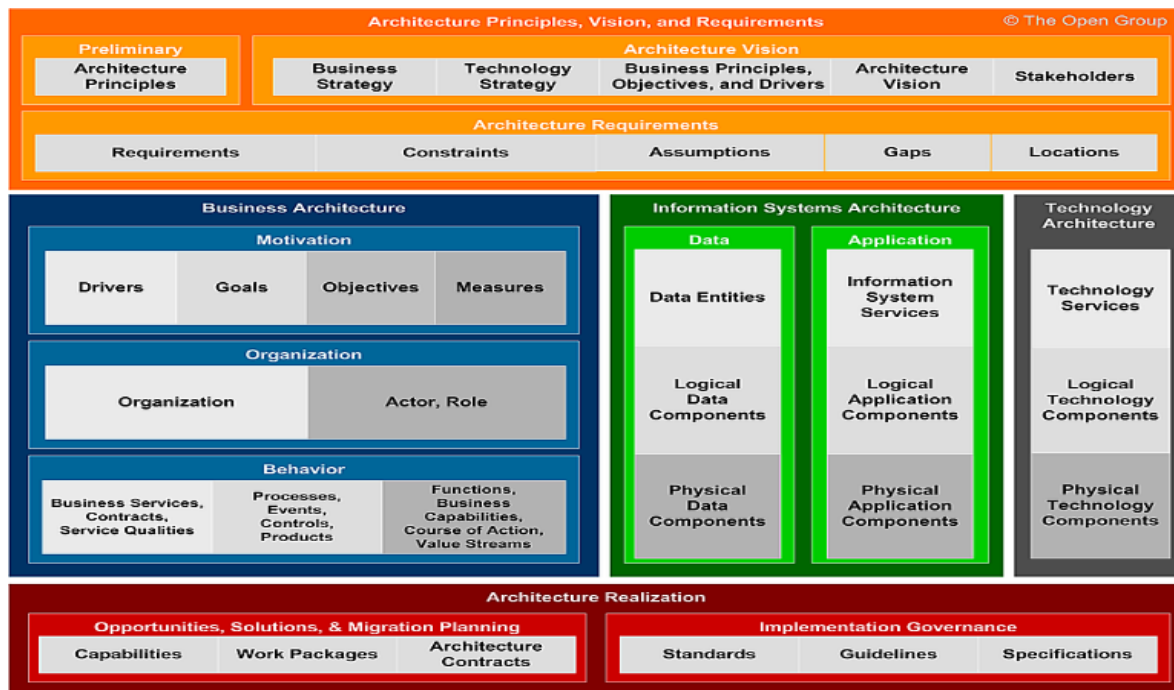 Architecture Principles, Vision, and Requirements
© The Open Group
Preliminary
Architecture
Principles
Architecture Vision
Business
Strategy
Technology
Strategy
Business Principles,
Objectives, and Drivers
Architecture
Vision
Stakeholders
Architecture Requirements
Requirements
Constraints
Assumptions
Gaps
Locations
Business Architecture
Motivation
Drivers
Goals
Objectives
Measures
Organization
Organization
Actor, Role
Behavior
Business Services,
Contracts,
Service Qualities
Processes,
Events,
Controls,
Products
Functions,
Business
Capabilities,
Course of Action,
Value Streams
Information Systems Architecture
Data
Data Entities
Logical
Data
Components
Physical
Data
Components
Application
Information
System
Services
Logical
Application
Components
Physical
Application
Components
Technology
Architecture
Technology
Services
Logical
Technology
Components
Physical
Technology
Components
Architecture Realization
Opportunities, Solutions, & Migration Planning
Capabilities
Work Packages
Architecture
Contracts
Implementation Governance
Standards
Guidelines
Specifications